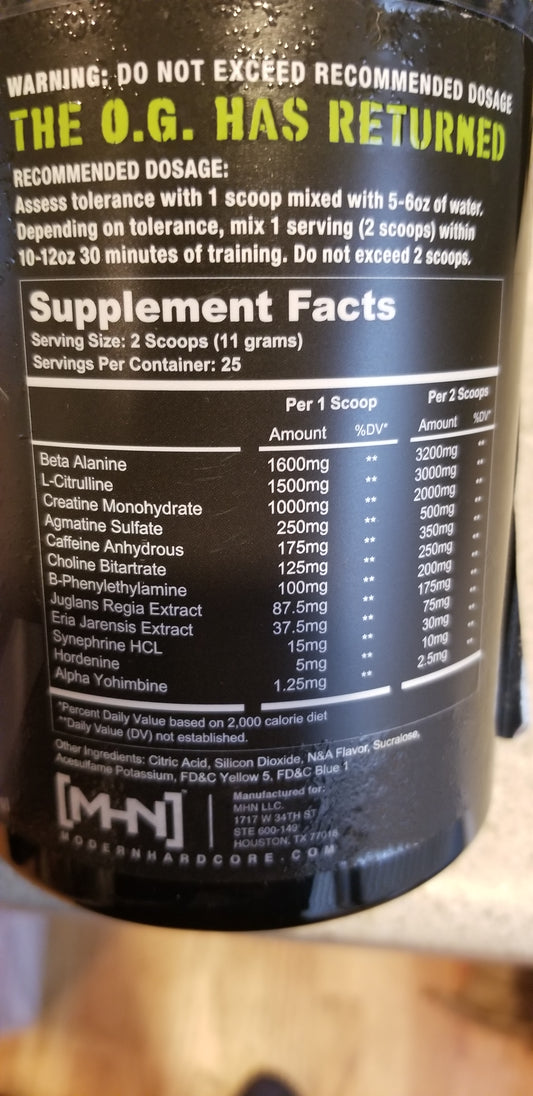 WARNING: DO NOT EXCEED RECOMMENDED DOSAGE
THE O.G. HAS RETURNED
RECOMMENDED DOSAGE:
Assess tolerance with 1 scoop mixed with 5-6oz of water.
Depending on tolerance, mix 1 serving (2 scoops) within
10-12oz 30 minutes of training. Do not exceed 2 scoops.
Supplement Facts
Serving Size: 2 Scoops (11 grams)
Servings Per Container: 25
Per 1 Scoop Per 2 Scoops
Amount %DV* Amount %DV*
Beta Alanine 1600mg ** 3200mg **
L-Citrulline 1500mg ** 3000mg **
Creatine Monohydrate 1000mg ** 2000mg **
Agmatine Sulfate 250mg ** 500mg **
Caffeine Anhydrous 175mg ** 350mg **
Choline Bitartrate 125mg ** 250mg **
B-Phenylethylamine 100mg ** 200mg **
Juglans Regia Extract 87.5mg ** 175mg **
Eria Jarensis Extract 37.5mg ** 75mg **
Synephrine HCL 15mg ** 30mg **
Hordenine 5mg ** 10mg **
Alpha Yohimbine 1.25mg ** 2.5mg **
*Percent Daily Value based on 2,000 calorie diet
**Daily Value (DV) not established.
Other Ingredients: Citric Acid, Silicon Dioxide, N&A Flavor, Sucralose,
Acesulfame Potassium, FD&C Yellow 5, FD&C Blue 1
[MHN]
Manufactured for:
MHN LLC.
1717 W 34TH ST
STE 600-149
HOUSTON, TX 77018
MODERNHARDCORE.COM